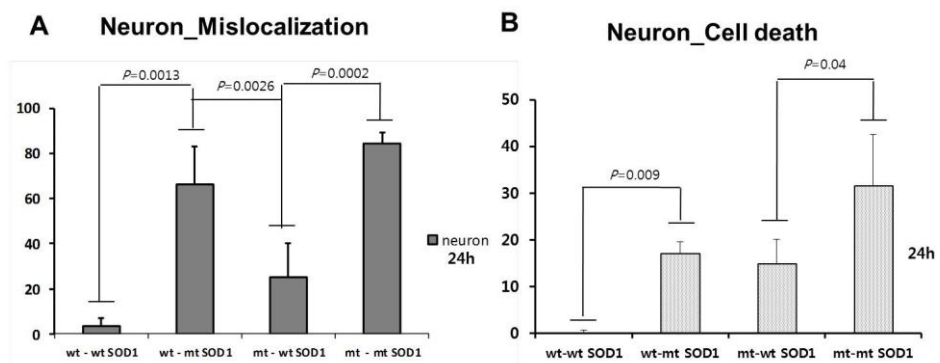 A Neuron_Mislocalization
P=0.0013
P=0.0026
P=0.0002
100
80
60
40
20
0
wt - wt SOD1
wt - mt SOD1
mt - wt SOD1
mt - mt SOD1
neuron
24h
B Neuron_Cell death
P=0.009
P=0.04
50
40
30
20
10
0
wt-wt SOD1
wt-mt SOD1
mt-wt SOD1
mt-mt SOD1
24h